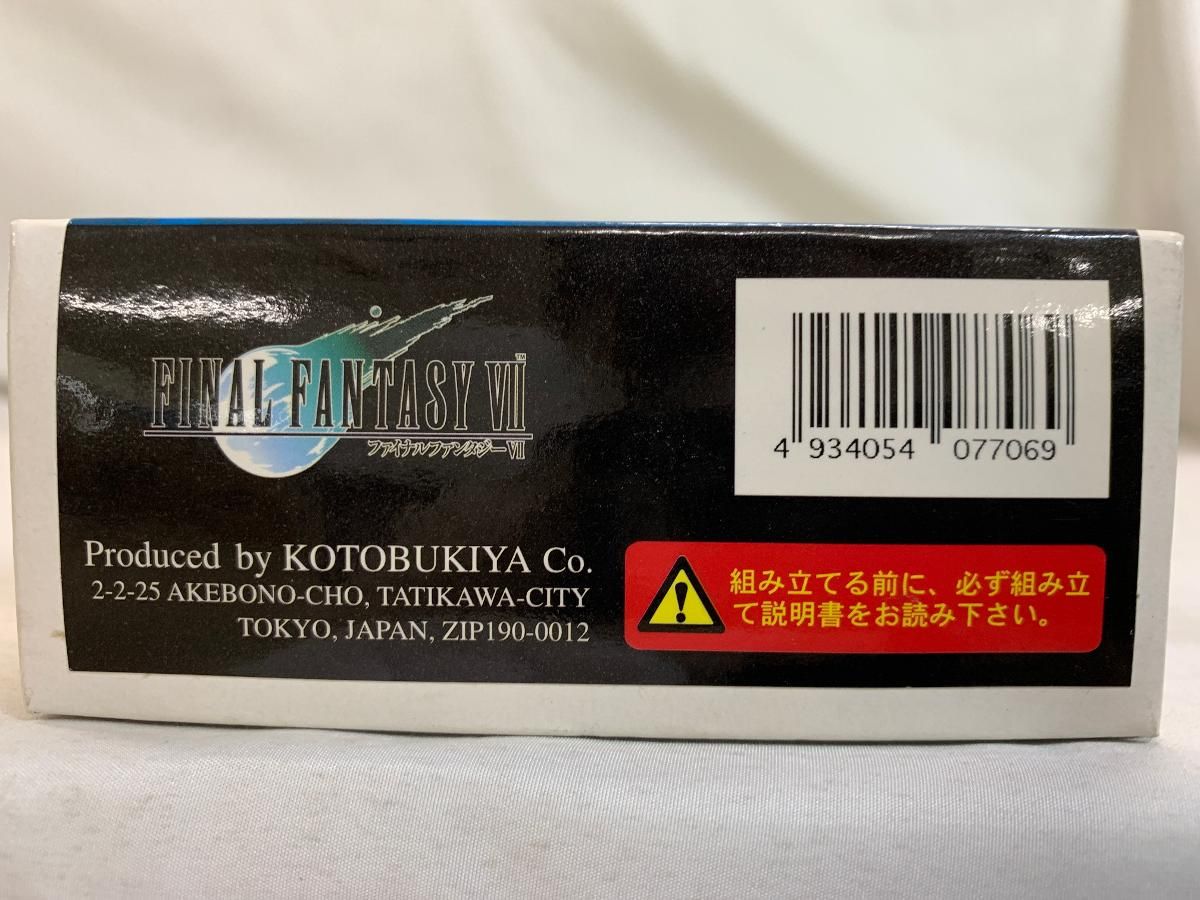 FINAL FANTASY VII™
ファイナルファンタジーVII
4 934054 077069
Produced by KOTOBUKIYA Co.
2-2-25 AKEBONO-CHO, TATIKAWA-CITY
TOKYO, JAPAN, ZIP190-0012
組み立てる前に、必ず組み立
て説明書をお読み下さい。